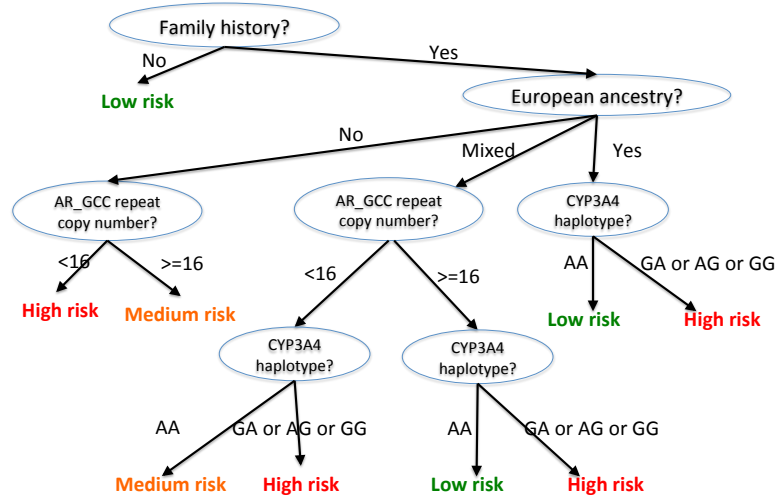 Family history?
No
Yes
Low risk
European ancestry?
No
Mixed
Yes
AR_GCC repeat
copy number?
AR_GCC repeat
copy number?
CYP3A4
haplotype?
<16
>=16
<16
>=16
AA
GA or AG or GG
High risk
Medium risk
Low risk
High risk
CYP3A4
haplotype?
CYP3A4
haplotype?
AA
GA or AG or GG
AA
GA or AG or GG
Medium risk
High risk
Low risk
High risk